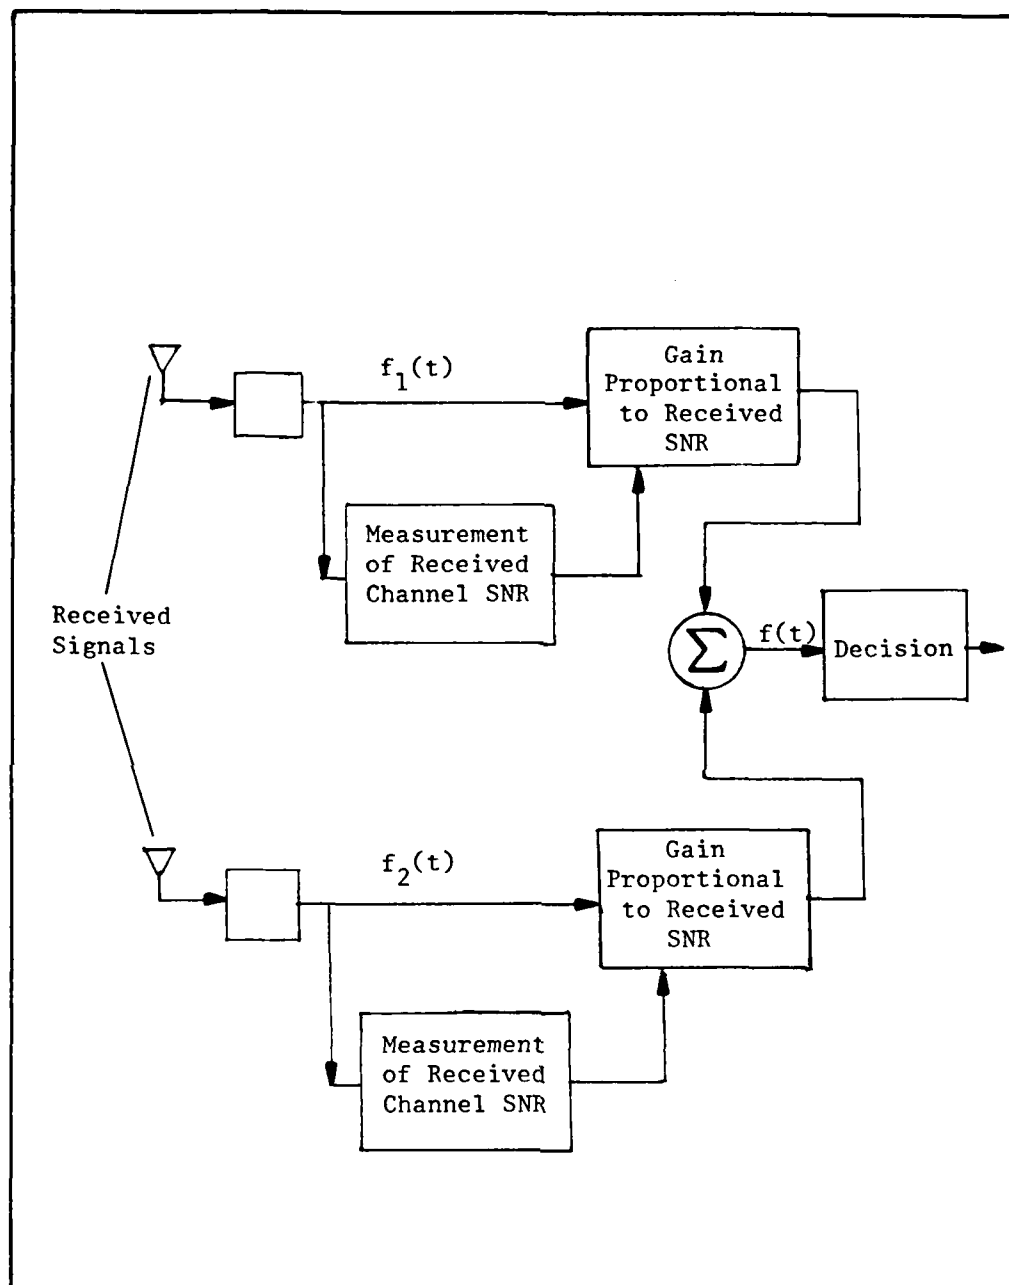 f₁(t)
Gain
Proportional
to Received
SNR
Measurement
of Received
Channel SNR
Received
Signals
Σ
f(t)
Decision
f₂(t)
Gain
Proportional
to Received
SNR
Measurement
of Received
Channel SNR